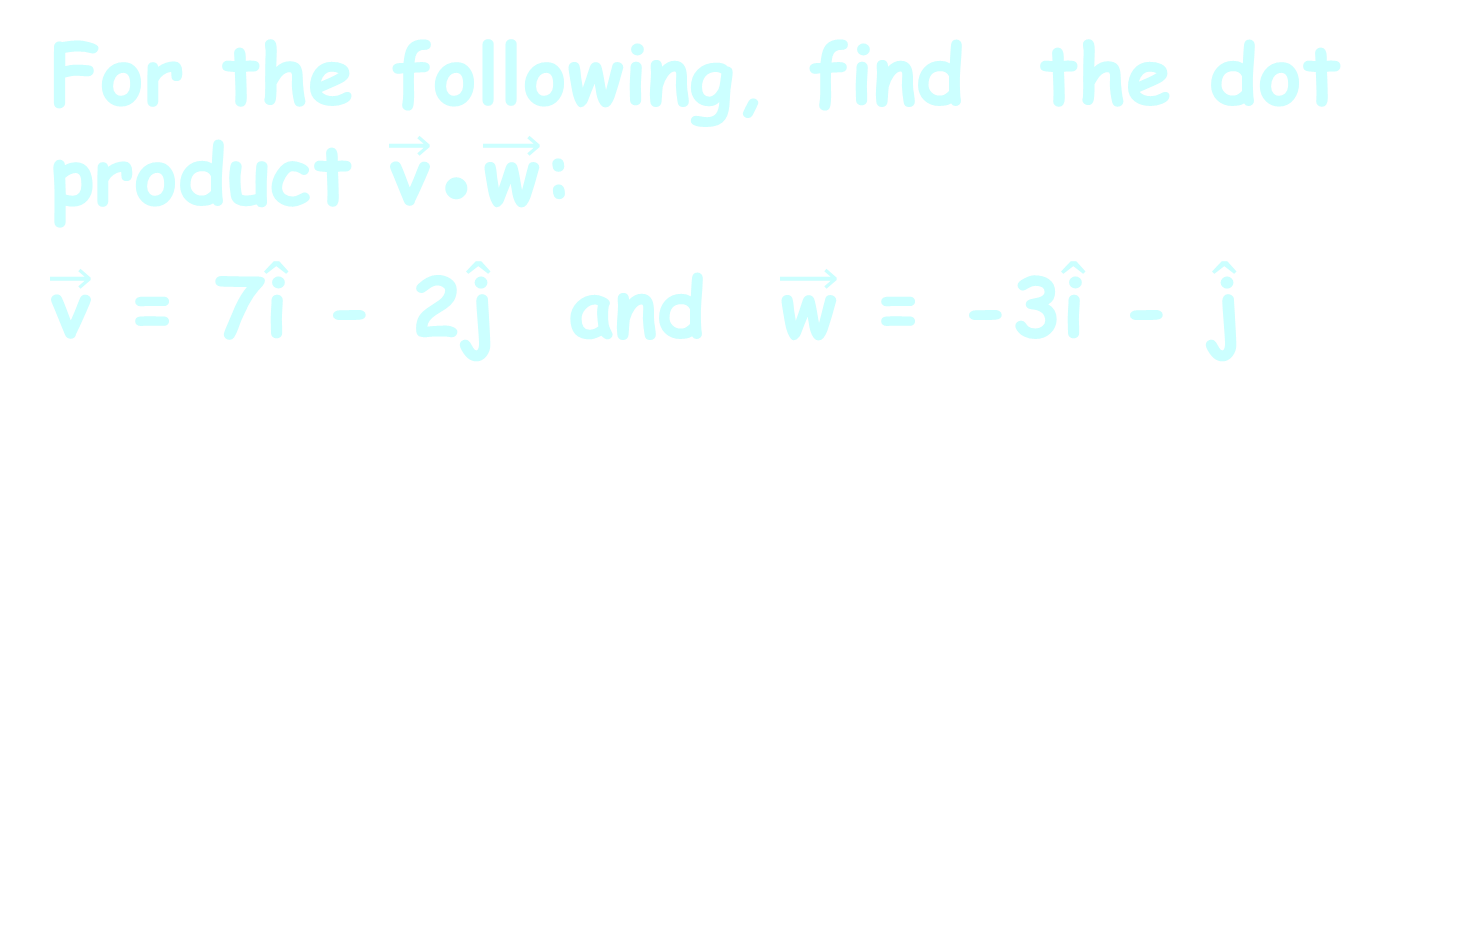 For the following, find the dot
product v⃗•w⃗:
v⃗ = 7î - 2ĵ and w⃗ = -3î - ĵ